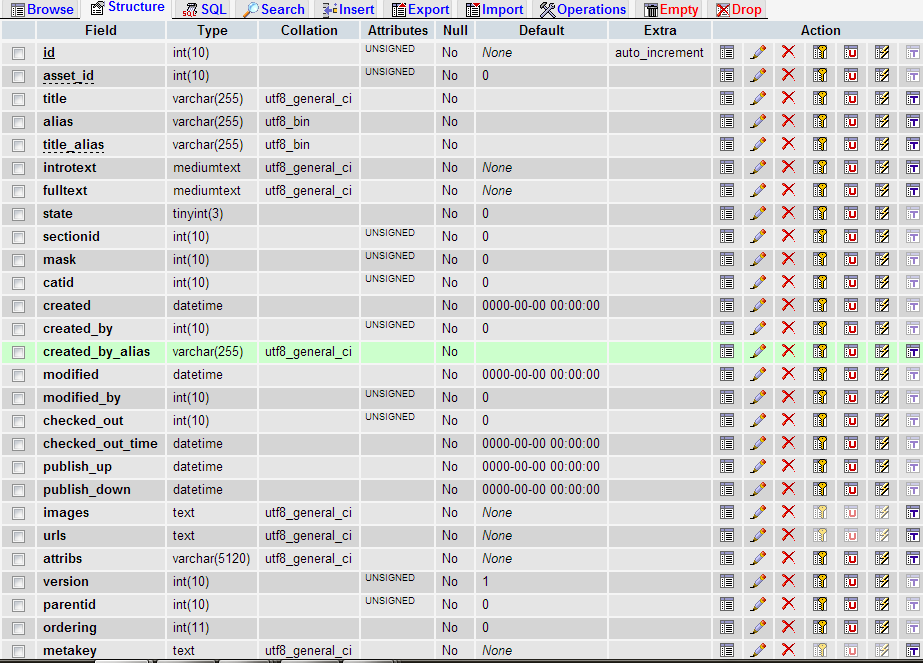 Browse Structure SQL Search Insert Export Import Operations Empty Drop
Field Type Collation Attributes Null Default Extra Action
id int(10) UNSIGNED No None auto_increment
asset_id int(10) UNSIGNED No 0
title varchar(255) utf8_general_ci No
alias varchar(255) utf8_bin No
title_alias varchar(255) utf8_bin No
introtext mediumtext utf8_general_ci No None
fulltext mediumtext utf8_general_ci No None
state tinyint(3) No 0
sectionid int(10) UNSIGNED No 0
mask int(10) UNSIGNED No 0
catid int(10) UNSIGNED No 0
created datetime No 0000-00-00 00:00:00
created_by int(10) UNSIGNED No 0
created_by_alias varchar(255) utf8_general_ci No
modified datetime No 0000-00-00 00:00:00
modified_by int(10) UNSIGNED No 0
checked_out int(10) UNSIGNED No 0
checked_out_time datetime No 0000-00-00 00:00:00
publish_up datetime No 0000-00-00 00:00:00
publish_down datetime No 0000-00-00 00:00:00
images text utf8_general_ci No None
urls text utf8_general_ci No None
attribs varchar(5120) utf8_general_ci No None
version int(10) UNSIGNED No 1
parentid int(10) UNSIGNED No 0
ordering int(11) No 0
metakey text utf8_general_ci No None